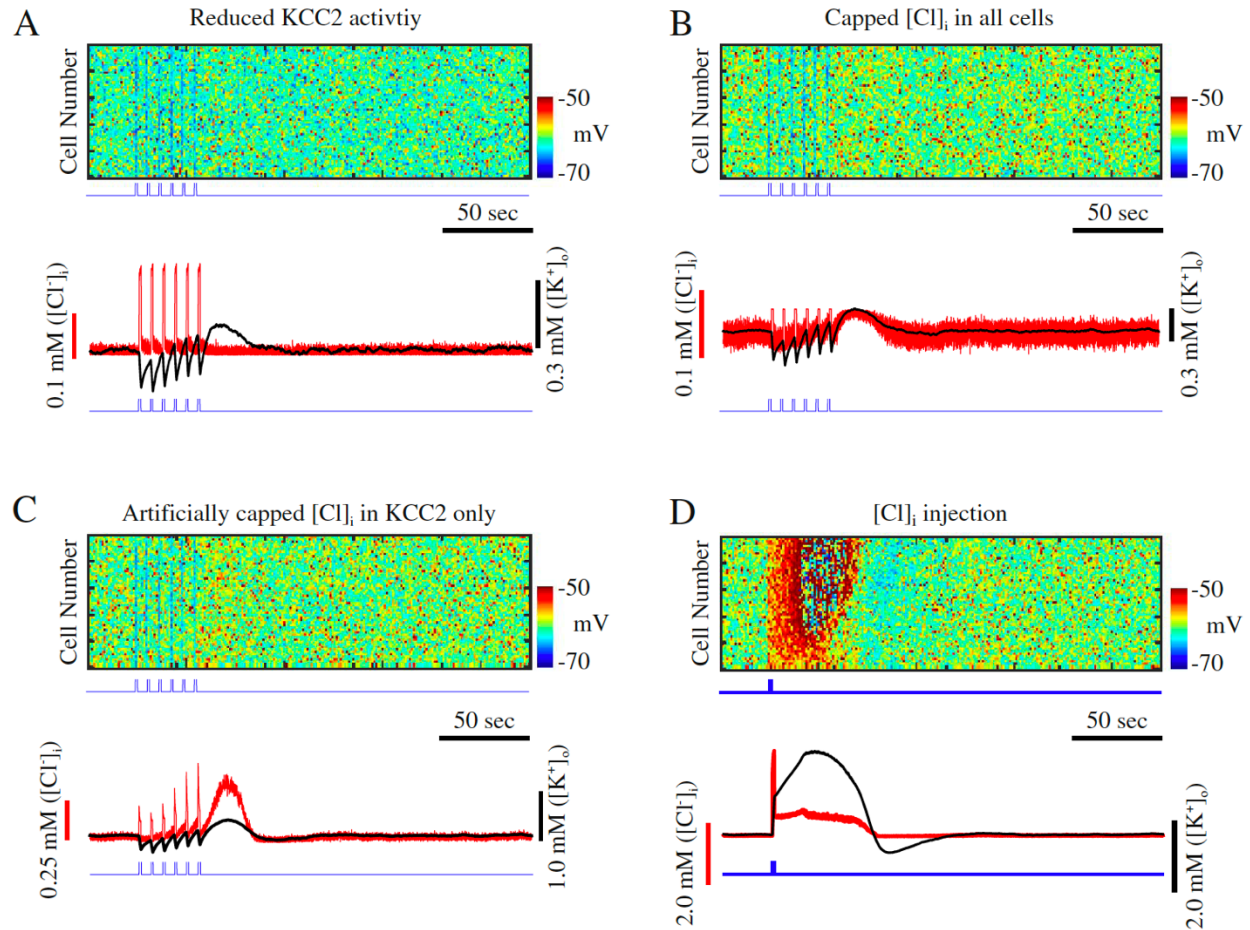 A
Reduced KCC2 activtiy
Cell Number
-50
mV
-70
50 sec
0.1 mM ([Cl-]i)
0.3 mM ([K+]o)
B
Capped [Cl]i in all cells
Cell Number
-50
mV
-70
50 sec
0.1 mM ([Cl-]i)
0.3 mM ([K+]o)
C
Artificially capped [Cl]i in KCC2 only
Cell Number
-50
mV
-70
50 sec
0.25 mM ([Cl-]i)
1.0 mM ([K+]o)
D
[Cl]i injection
Cell Number
-50
mV
-70
50 sec
2.0 mM ([Cl-]i)
2.0 mM ([K+]o)